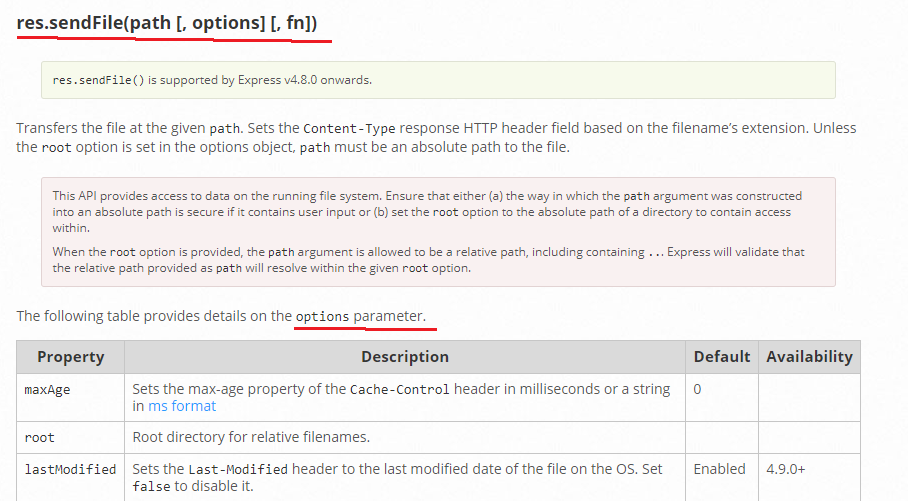 res.sendFile(path [, options] [, fn])
res.sendFile() is supported by Express v4.8.0 onwards.
Transfers the file at the given path. Sets the Content-Type response HTTP header field based on the filename's extension. Unless
the root option is set in the options object, path must be an absolute path to the file.
This API provides access to data on the running file system. Ensure that either (a) the way in which the path argument was constructed
into an absolute path is secure if it contains user input or (b) set the root option to the absolute path of a directory to contain access
within.
When the root option is provided, the path argument is allowed to be a relative path, including containing ... Express will validate that
the relative path provided as path will resolve within the given root option.
The following table provides details on the options parameter.
Property Description Default Availability
maxAge Sets the max-age property of the Cache-Control header in milliseconds or a string 0
in ms format
root Root directory for relative filenames.
lastModified Sets the Last-Modified header to the last modified date of the file on the OS. Set Enabled 4.9.0+
false to disable it.